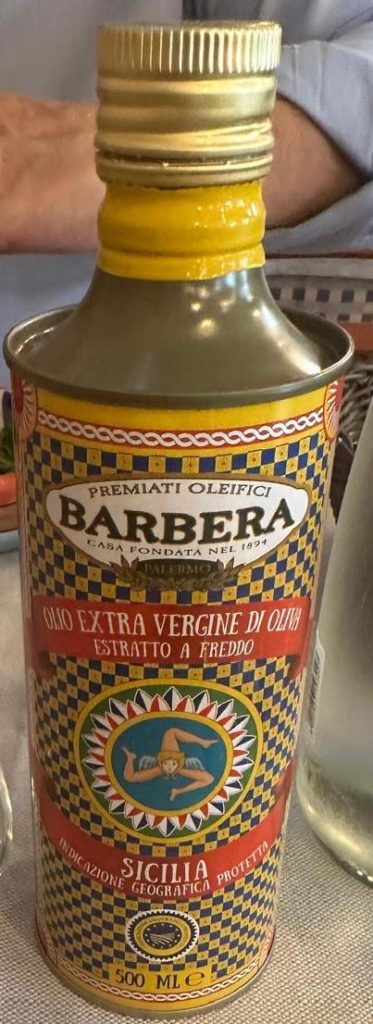 PREMIATI OLEIFICI
BARBERA
CASA FONDATA NEL 1894
PALERMO
OLIO EXTRA VERGINE DI OLIVA
ESTRATTO A FREDDO
SICILIA
INDICAZIONE GEOGRAFICA PROTETTA
500 ML e